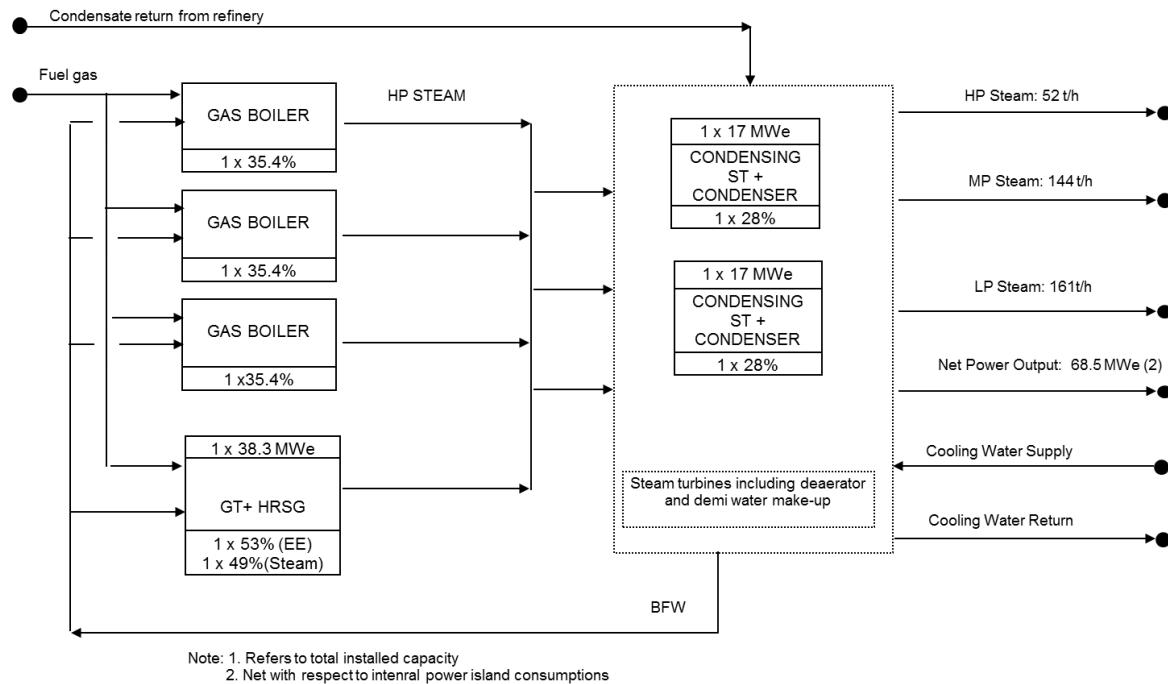 Condensate return from refinery
Fuel gas
HP STEAM
GAS BOILER
1 x 35.4%
GAS BOILER
1 x 35.4%
GAS BOILER
1 x35.4%
1 x 38.3 MWe
GT+ HRSG
1 x 53% (EE)
1 x 49%(Steam)
1 x 17 MWe
CONDENSING
ST +
CONDENSER
1 x 28%
1 x 17 MWe
CONDENSING
ST +
CONDENSER
1 x 28%
Steam turbines including deaerator
and demi water make-up
HP Steam: 52 t/h
MP Steam: 144 t/h
LP Steam: 161t/h
Net Power Output: 68.5 MWe (2)
Cooling Water Supply
Cooling Water Return
BFW
Note: 1. Refers to total installed capacity
2. Net with respect to intenral power island consumptions